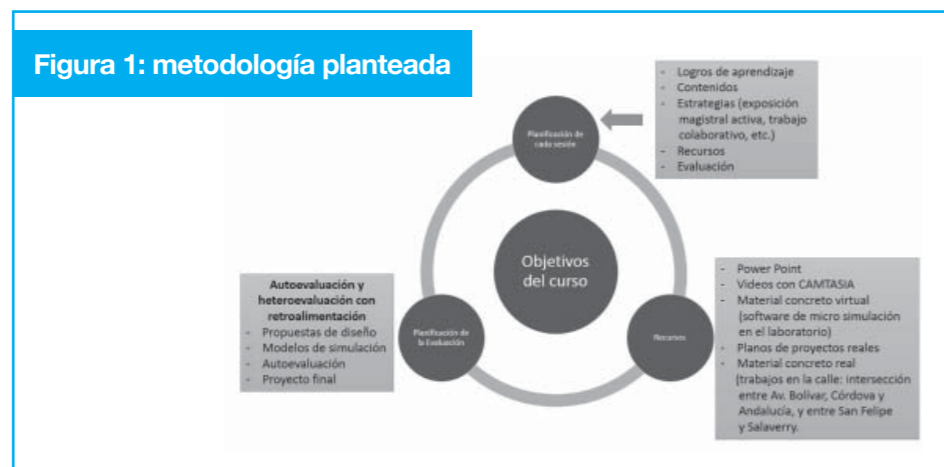 Figura 1: metodología planteada
- Logros de aprendizaje
- Contenidos
- Estrategias (exposición
magistral activa, trabajo
colaborativo, etc.)
- Recursos
- Evaluación
Planificación de
cada sesión
Objetivos
del curso
Autoevaluación y
heteroevaluación con
retroalimentación
- Propuestas de diseño
- Modelos de simulación
- Autoevaluación
- Proyecto final
Planificación de
la Evaluación
Recursos
- Power Point
- Videos con CAMTASIA
- Material concreto virtual
(software de micro simulación
en el laboratorio)
- Planos de proyectos reales
- Material concreto real
(trabajos en la calle: intersección
entre Av. Bolívar, Córdova y
Andalucía, y entre San Felipe
y Salaverry.